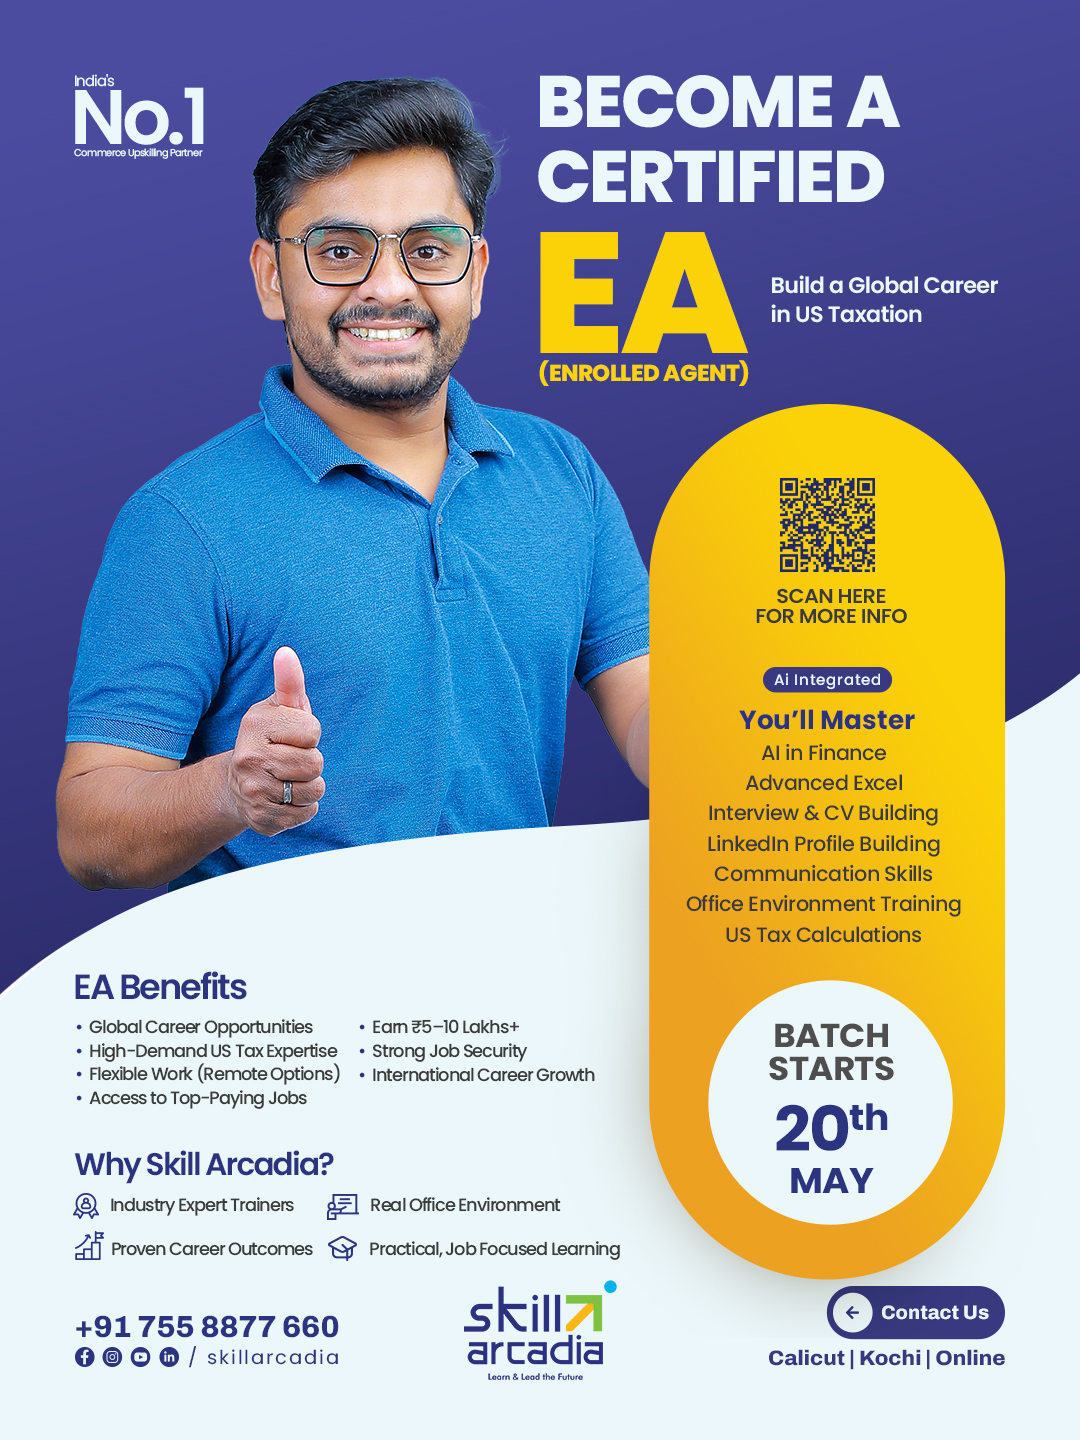 India's
No.1
Commerce Upskilling Partner
BECOME A
CERTIFIED
EA
(ENROLLED AGENT)
Build a Global Career
in US Taxation
SCAN HERE
FOR MORE INFO
Ai Integrated
You'll Master
AI in Finance
Advanced Excel
Interview & CV Building
LinkedIn Profile Building
Communication Skills
Office Environment Training
US Tax Calculations
BATCH
STARTS
20th
MAY
EA Benefits
• Global Career Opportunities
• High-Demand US Tax Expertise
• Flexible Work (Remote Options)
• Access to Top-Paying Jobs
• Earn ₹5–10 Lakhs+
• Strong Job Security
• International Career Growth
Why Skill Arcadia?
Industry Expert Trainers
Real Office Environment
Proven Career Outcomes
Practical, Job Focused Learning
+91 755 8877 660
/ skillarcadia
skill
arcadia
Learn & Lead the Future
Contact Us
Calicut | Kochi | Online